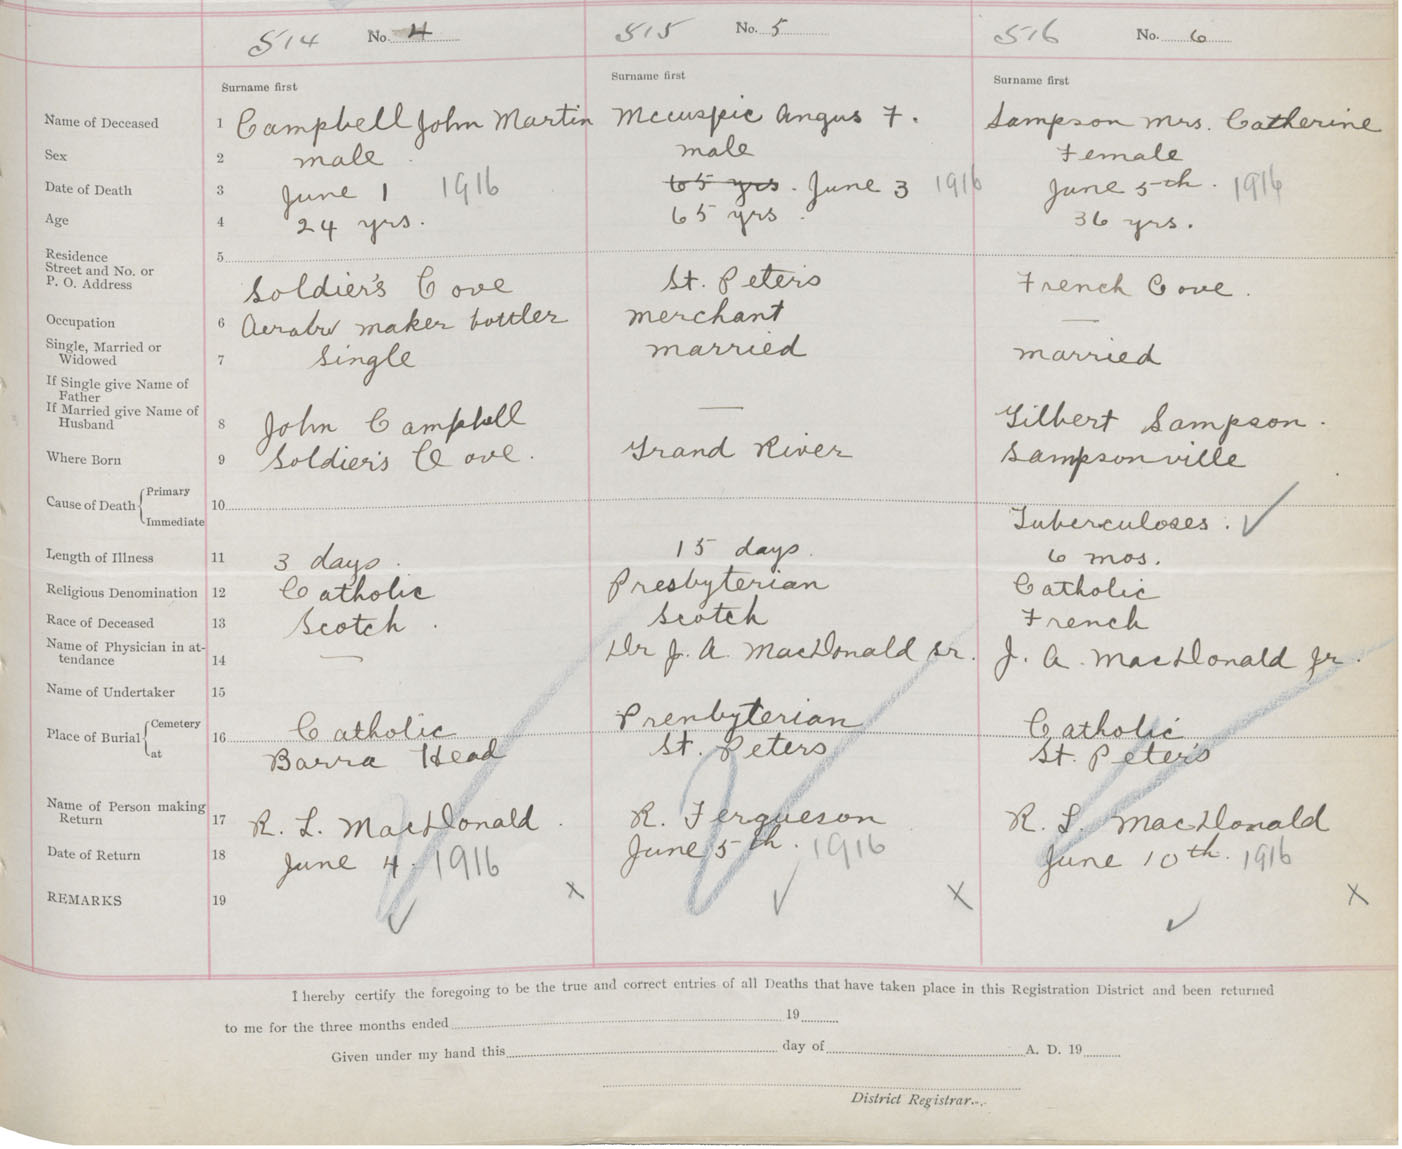 514 No. 4 515 No. 5 516 No. 6
Surname first Surname first Surname first
Name of Deceased 1 Campbell John Martin Mccuspic Angus F. Sampson Mrs. Catherine
Sex 2 male male Female
Date of Death 3 June 1 1916 65 yrs. June 3 1916 June 5th. 1916
Age 4 24 yrs. 65 yrs. 36 yrs.
Residence 5
Street and No. or
P. O. Address Soldier's Cove St. Peters French Cove.
Occupation 6 maker bottler merchant —
Single, Married or
Widowed 7 Single married married
If Single give Name of
Father
If Married give Name of
Husband 8 John Campbell — Gilbert Sampson.
Where Born 9 Soldier's Cove. Grand River Sampsonville
Cause of Death { Primary 10
Immediate Tuberculoses. ✓
Length of Illness 11 3 days. 15 days. 6 mos.
Religious Denomination 12 Catholic Presbyterian Catholic
Race of Deceased 13 Scotch. Scotch French
Name of Physician in at-
tendance 14 — Dr J. A. MacDonald sr. J. A. MacDonald Jr.
Name of Undertaker 15
Place of Burial { Cemetery 16 Catholic Prenbyterian Catholic
at Barra Head St. Peters St. Peter's
Name of Person making
Return 17 R. L. MacDonald. R. Fergueson R. L. MacDonald
Date of Return 18 June 4. 1916 June 5th. 1916 June 10th. 1916
REMARKS 19 ✓ x ✓ x ✓ x
I hereby certify the foregoing to be the true and correct entries of all Deaths that have taken place in this Registration District and been returned
to me for the three months ended 19
Given under my hand this day of A. D. 19
District Registrar.